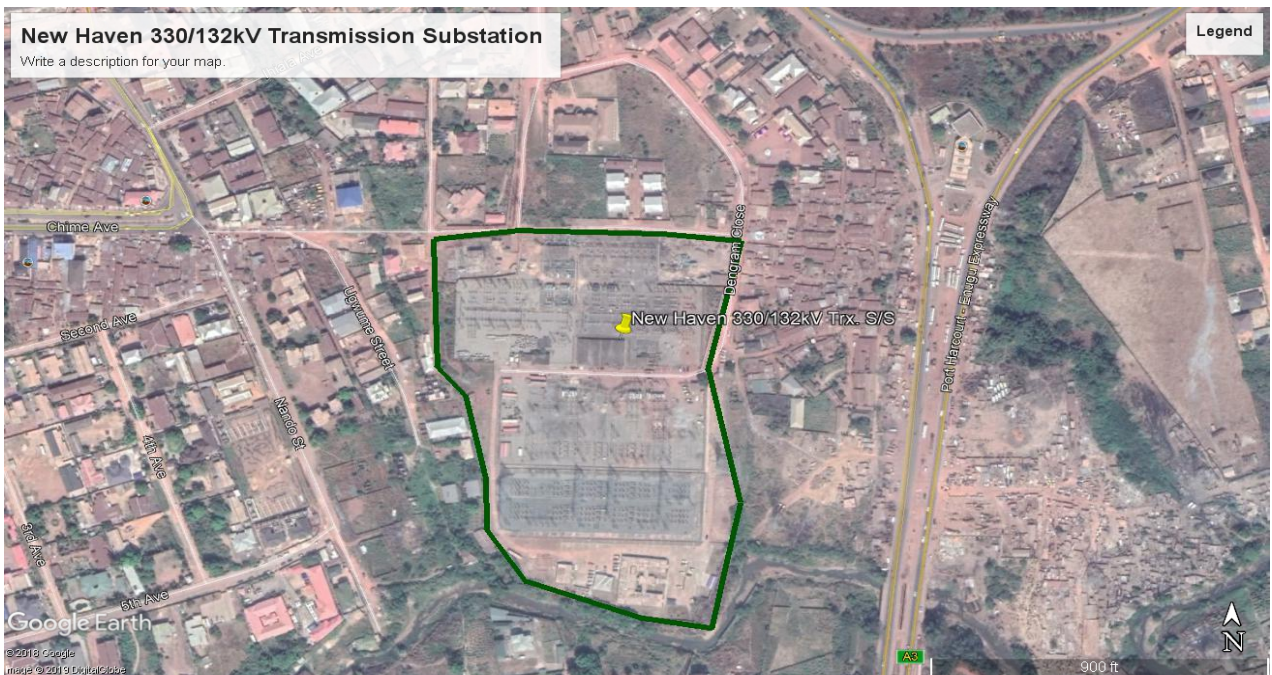 New Haven 330/132kV Transmission Substation
Write a description for your map.
Legend
Chime Ave
Second Ave
Ugwume Street
Dengram Close
New Haven 330/132kV Trx. S/S
Port Harcourt - Enugu Expressway
Nando St
4th Ave
3rd Ave
5th Ave
Google Earth
© 2018 Google
Image © 2019 DigitalGlobe
A3
900 ft
N